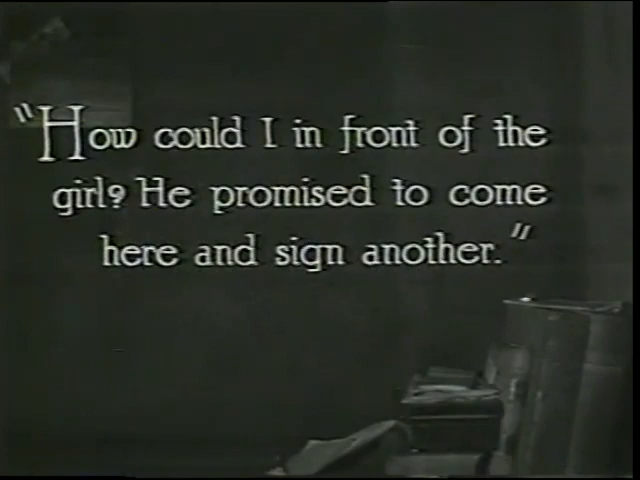 "How could I in front of the
girl? He promised to come
here and sign another."